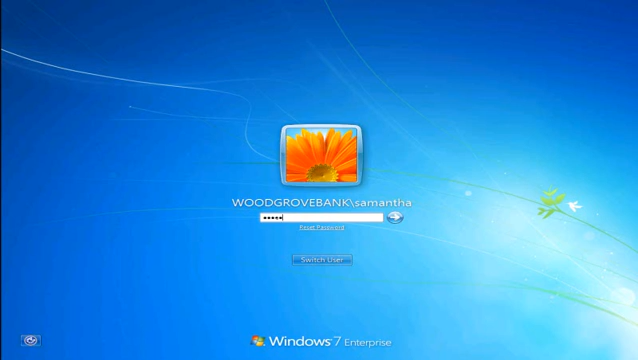 WOODGROVEBANK\samantha
•••••
Reset Password
Switch User
Windows 7 Enterprise